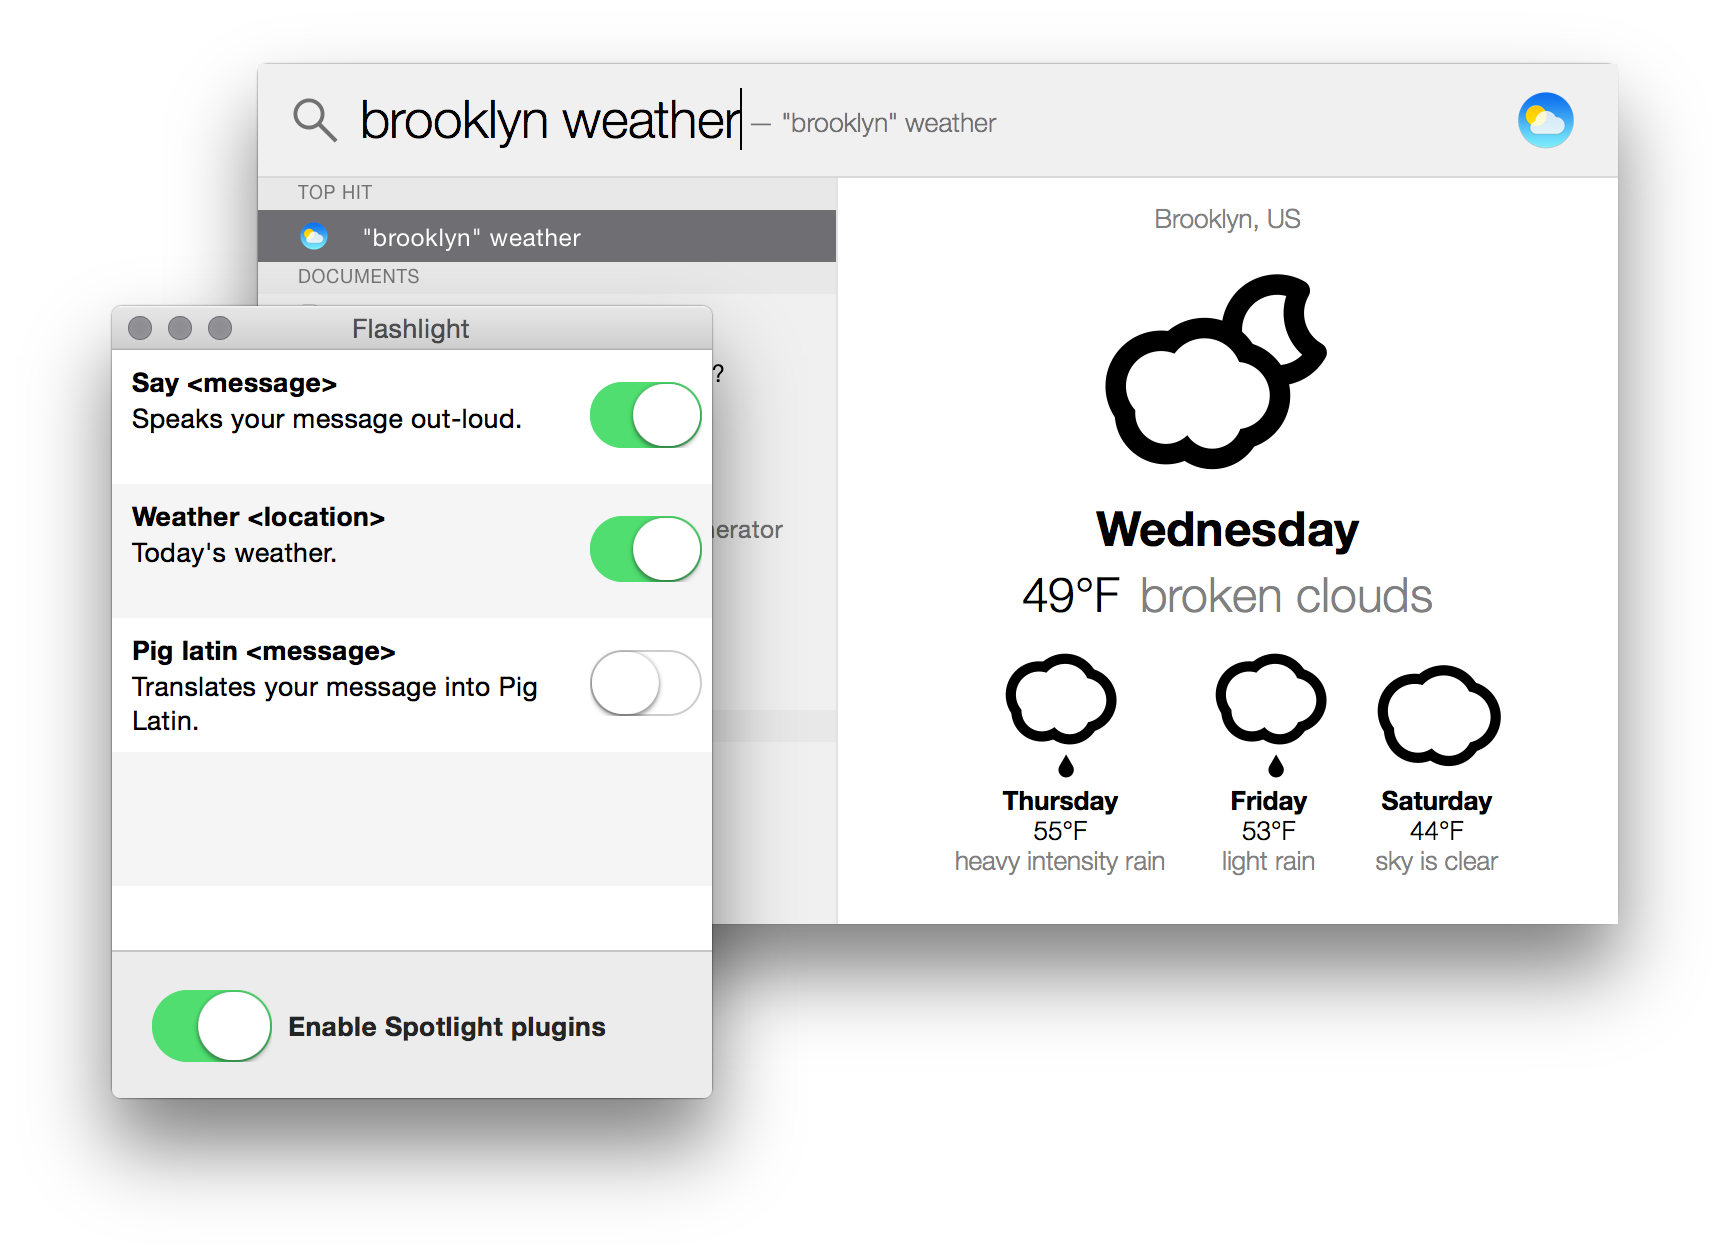 brooklyn weather — "brooklyn" weather
TOP HIT
"brooklyn" weather
DOCUMENTS
?
Flashlight
Say <message>
Speaks your message out-loud.
Weather <location>
Today's weather.
Pig latin <message>
Translates your message into Pig
Latin.
Enable Spotlight plugins
Brooklyn, US
Wednesday
49°F broken clouds
Thursday
55°F
heavy intensity rain
Friday
53°F
light rain
Saturday
44°F
sky is clear